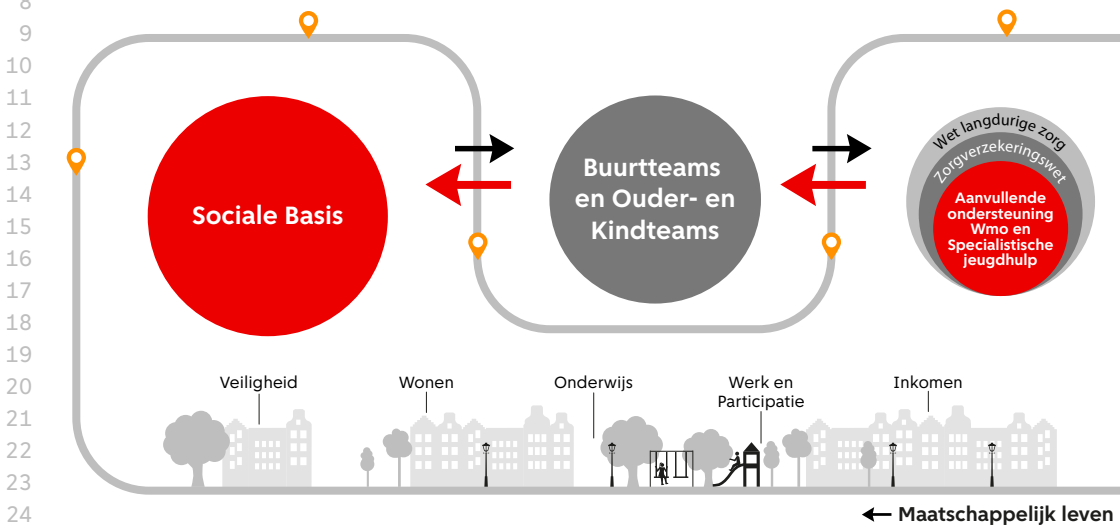 8
9
10
11
12
13
14
15
16
17
18
19
20
21
22
23
24
Sociale Basis
Buurtteams
en Ouder- en
Kindteams
Wet langdurige zorg
Zorgverzekeringswet
Aanvullende
ondersteuning
Wmo en
Specialistische
jeugdhulp
Veiligheid
Wonen
Onderwijs
Werk en
Participatie
Inkomen
Maatschappelijk leven